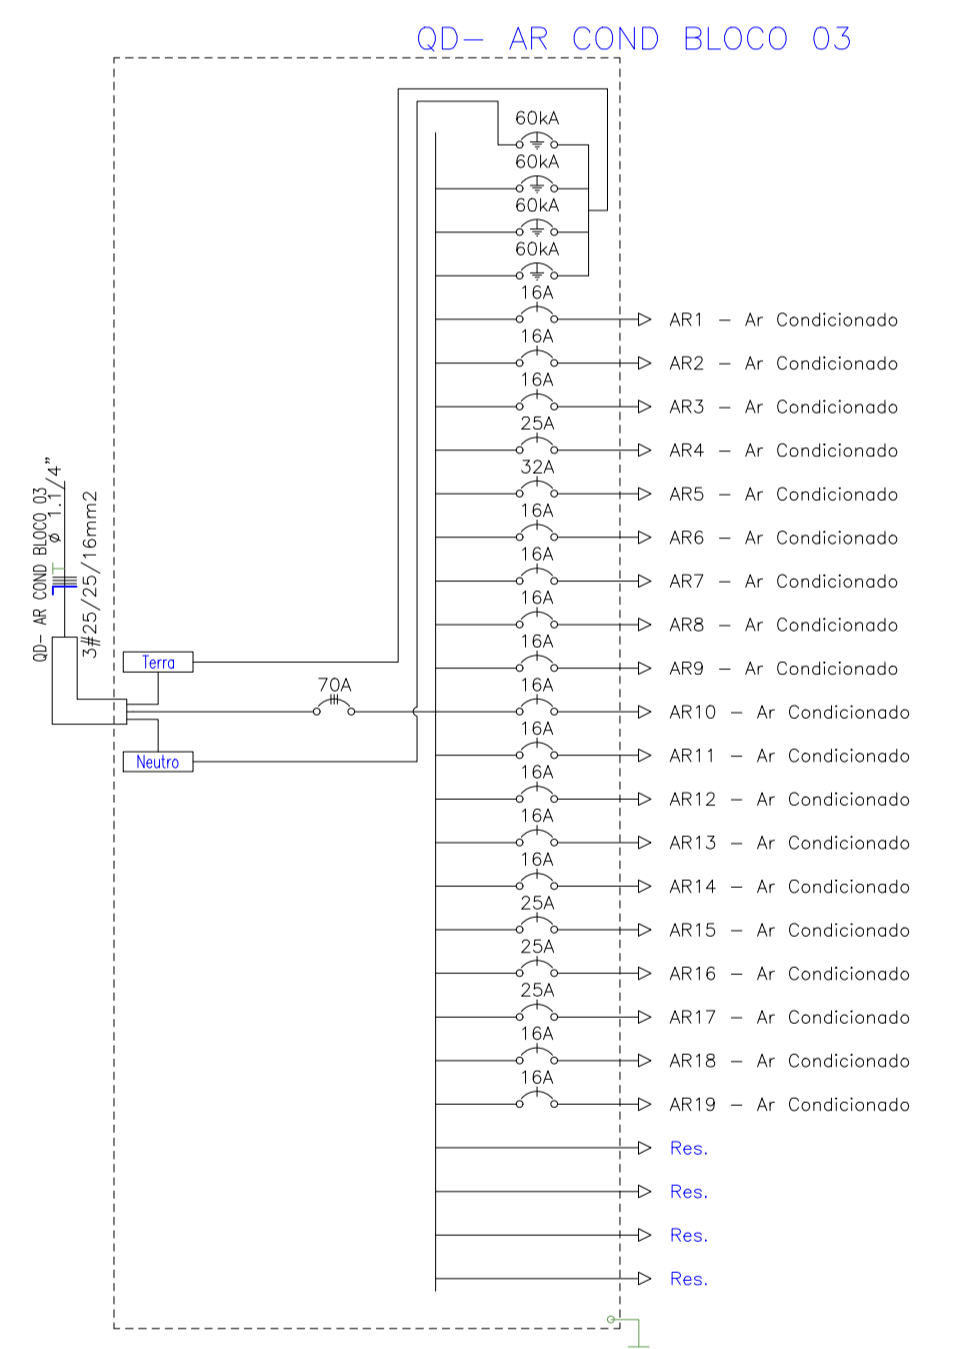 QD- AR COND BLOCO 03
60kA
60kA
60kA
60kA
16A
AR1 - Ar Condicionado
16A
AR2 - Ar Condicionado
16A
AR3 - Ar Condicionado
25A
AR4 - Ar Condicionado
32A
AR5 - Ar Condicionado
16A
AR6 - Ar Condicionado
16A
AR7 - Ar Condicionado
16A
AR8 - Ar Condicionado
16A
AR9 - Ar Condicionado
16A
AR10 - Ar Condicionado
16A
AR11 - Ar Condicionado
16A
AR12 - Ar Condicionado
16A
AR13 - Ar Condicionado
16A
AR14 - Ar Condicionado
25A
AR15 - Ar Condicionado
25A
AR16 - Ar Condicionado
25A
AR17 - Ar Condicionado
16A
AR18 - Ar Condicionado
16A
AR19 - Ar Condicionado
Res.
Res.
Res.
Res.
QD- AR COND BLOCO 03
ø 1.1/4"
3#25/25/16mm2
Terra
70A
Neutro